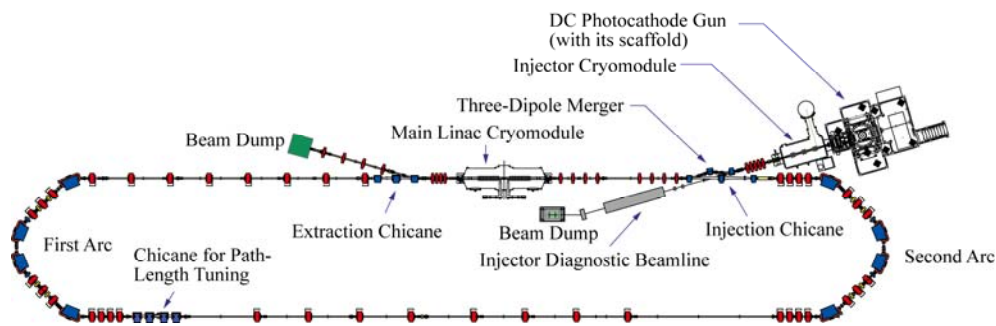 DC Photocathode Gun
(with its scaffold)
Injector Cryomodule
Three-Dipole Merger
Main Linac Cryomodule
Beam Dump
Extraction Chicane
Beam Dump
Injector Diagnostic Beamline
Injection Chicane
First Arc
Chicane for Path-
Length Tuning
Second Arc